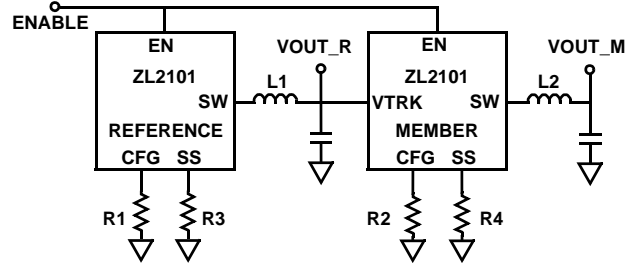 ENABLE
EN
ZL2101
SW
REFERENCE
CFG SS
R1
R3
L1
VOUT_R
EN
ZL2101
VTRK
SW
MEMBER
CFG SS
R2
R4
L2
VOUT_M